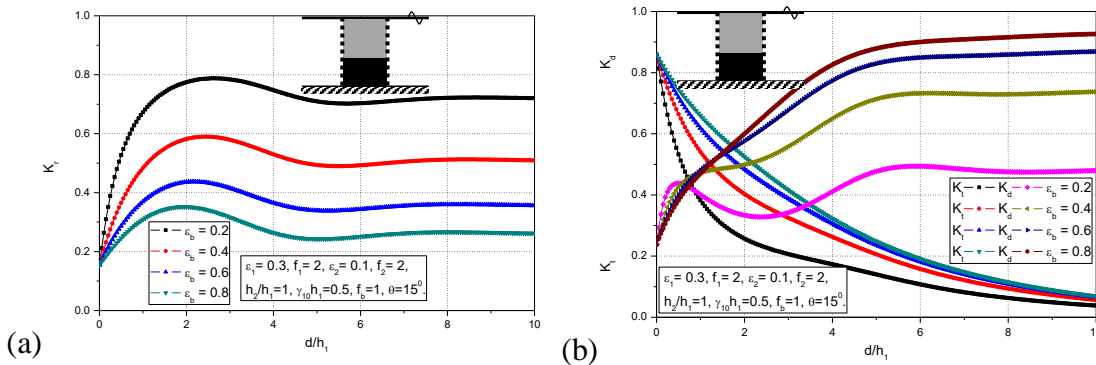 1.0
0.8
0.6
0.4
0.2
0.0
K_r
ε_b = 0.2
ε_b = 0.4
ε_b = 0.6
ε_b = 0.8
ε_1 = 0.3, f_1 = 2, ε_2 = 0.1, f_2 = 2,
h_2/h_1=1, γ_10h_1=0.5, f_b=1, θ=15^0.
0 2 4 6 8 10
d/h_1
(a)
1.0
0.8
0.6
0.4
0.2
0.0
K_d
K_t
K_t K_d ε_b = 0.2
K_t K_d ε_b = 0.4
K_t K_d ε_b = 0.6
K_t K_d ε_b = 0.8
ε_1 = 0.3, f_1 = 2, ε_2 = 0.1, f_2 = 2,
h_2/h_1=1, γ_10h_1=0.5, f_b=1, θ=15^0.
0 2 4 6 8 1
d/h_1
(b)